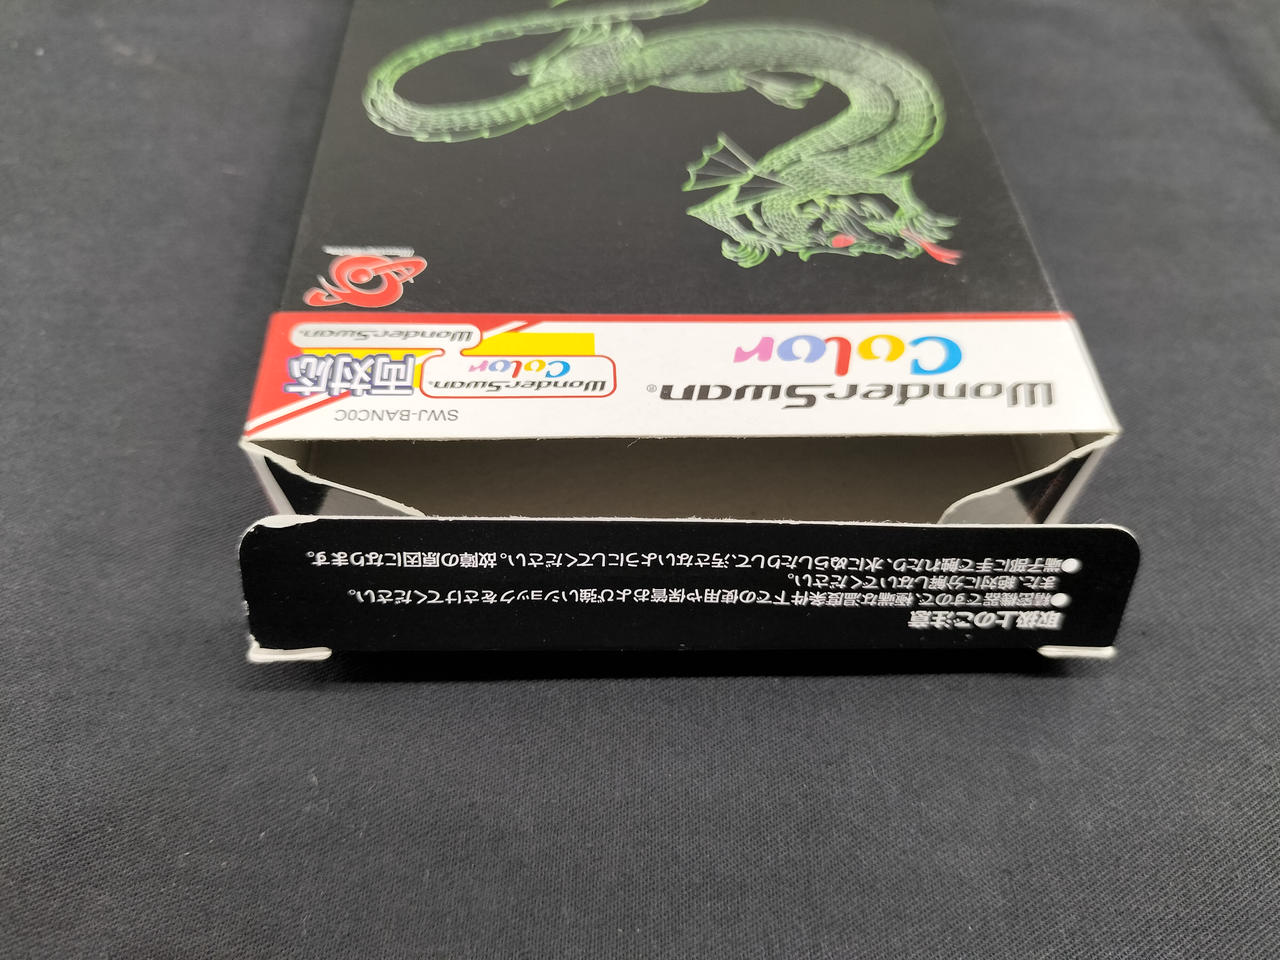 SWJ-BANC0C
WonderSwan®
Color
WonderSwan®
Color
WonderSwan
両対応
取扱上のご注意
●精密機器ですので、極端な温度条件下での使用や保管および強いショックをさけてください。
また、絶対に分解しないでください。
●端子部に手で触れたり、水にぬらしたりして、汚さないようにしてください。故障の原因になります。